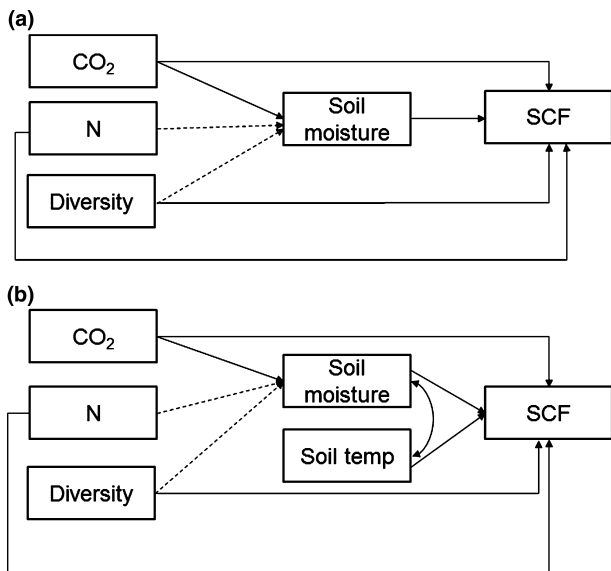 (a)
CO₂
N
Diversity
Soil
moisture
SCF
(b)
CO₂
N
Diversity
Soil
moisture
Soil temp
SCF